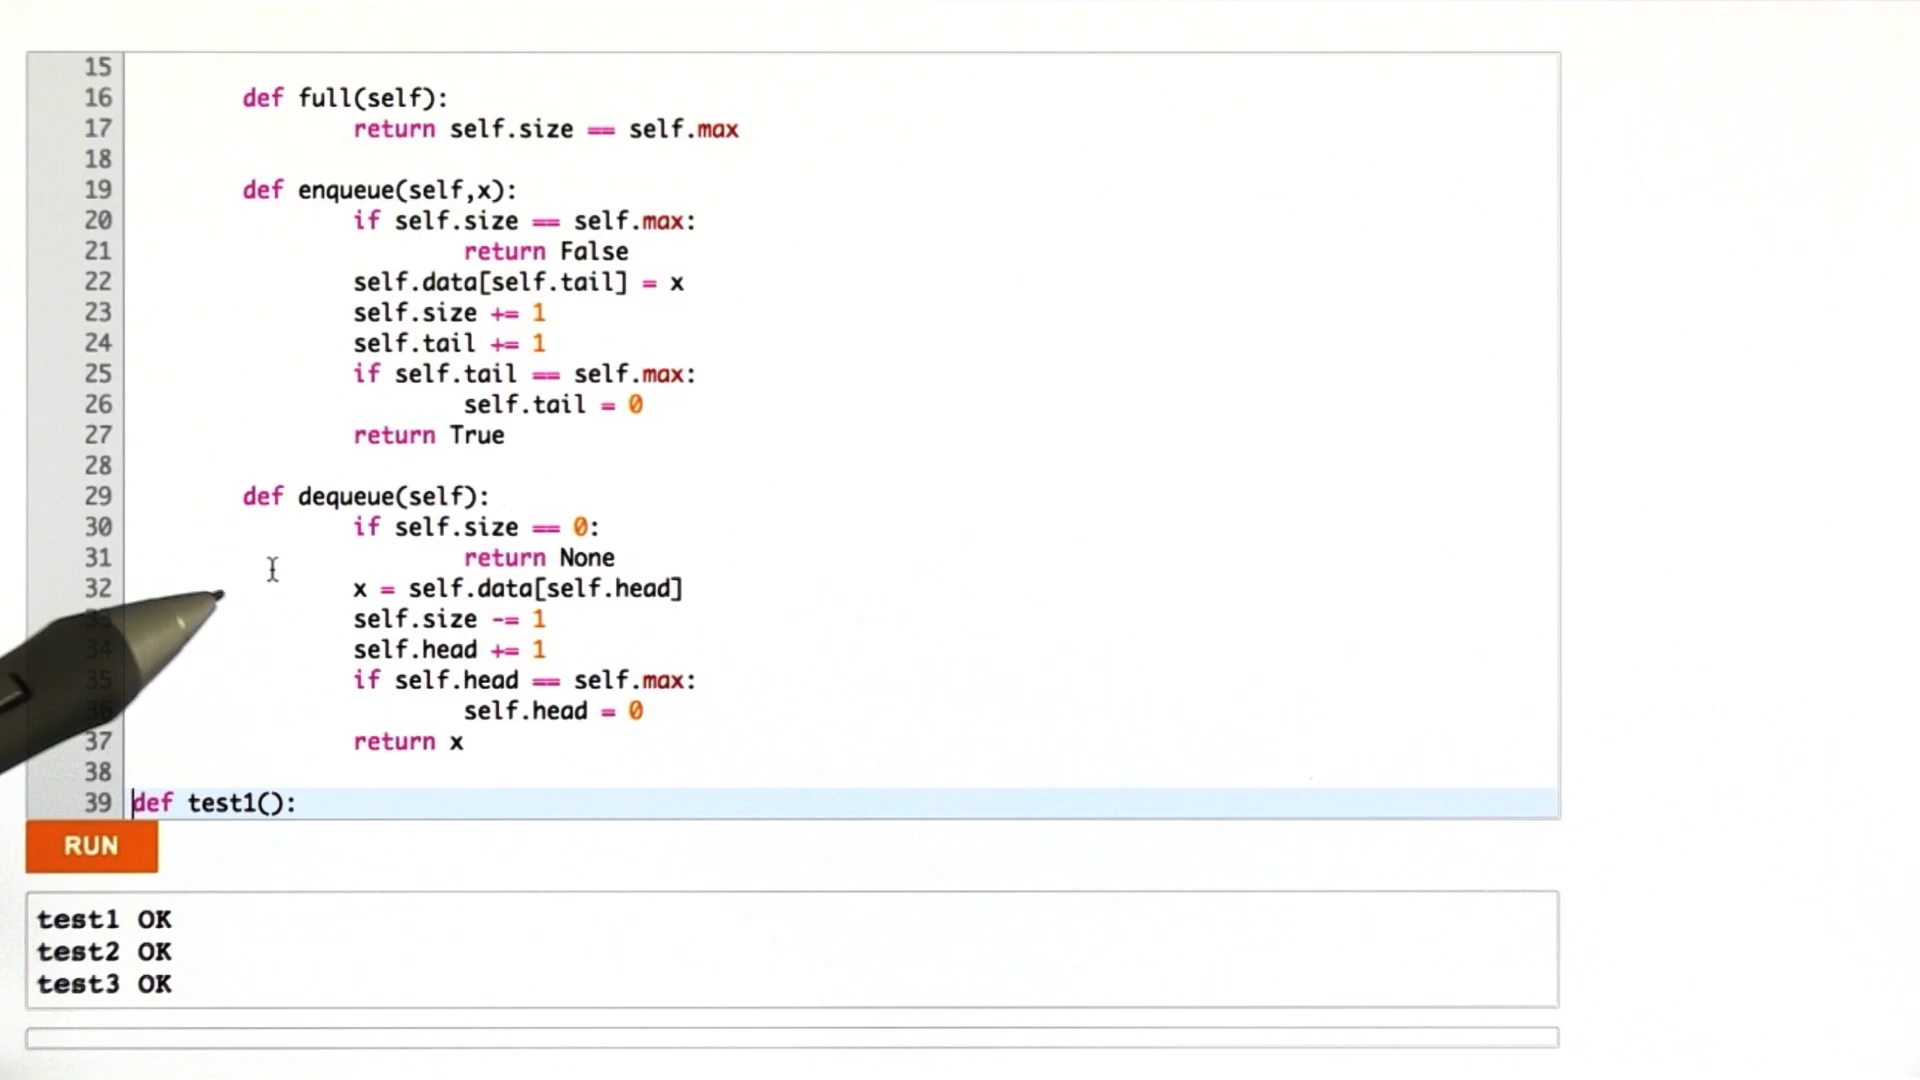 15
16 def full(self):
17 return self.size == self.max
18
19 def enqueue(self,x):
20 if self.size == self.max:
21 return False
22 self.data[self.tail] = x
23 self.size += 1
24 self.tail += 1
25 if self.tail == self.max:
26 self.tail = 0
27 return True
28
29 def dequeue(self):
30 if self.size == 0:
31 return None
32 x = self.data[self.head]
33 self.size -= 1
34 self.head += 1
35 if self.head == self.max:
36 self.head = 0
37 return x
38
39 def test1():
RUN
test1 OK
test2 OK
test3 OK